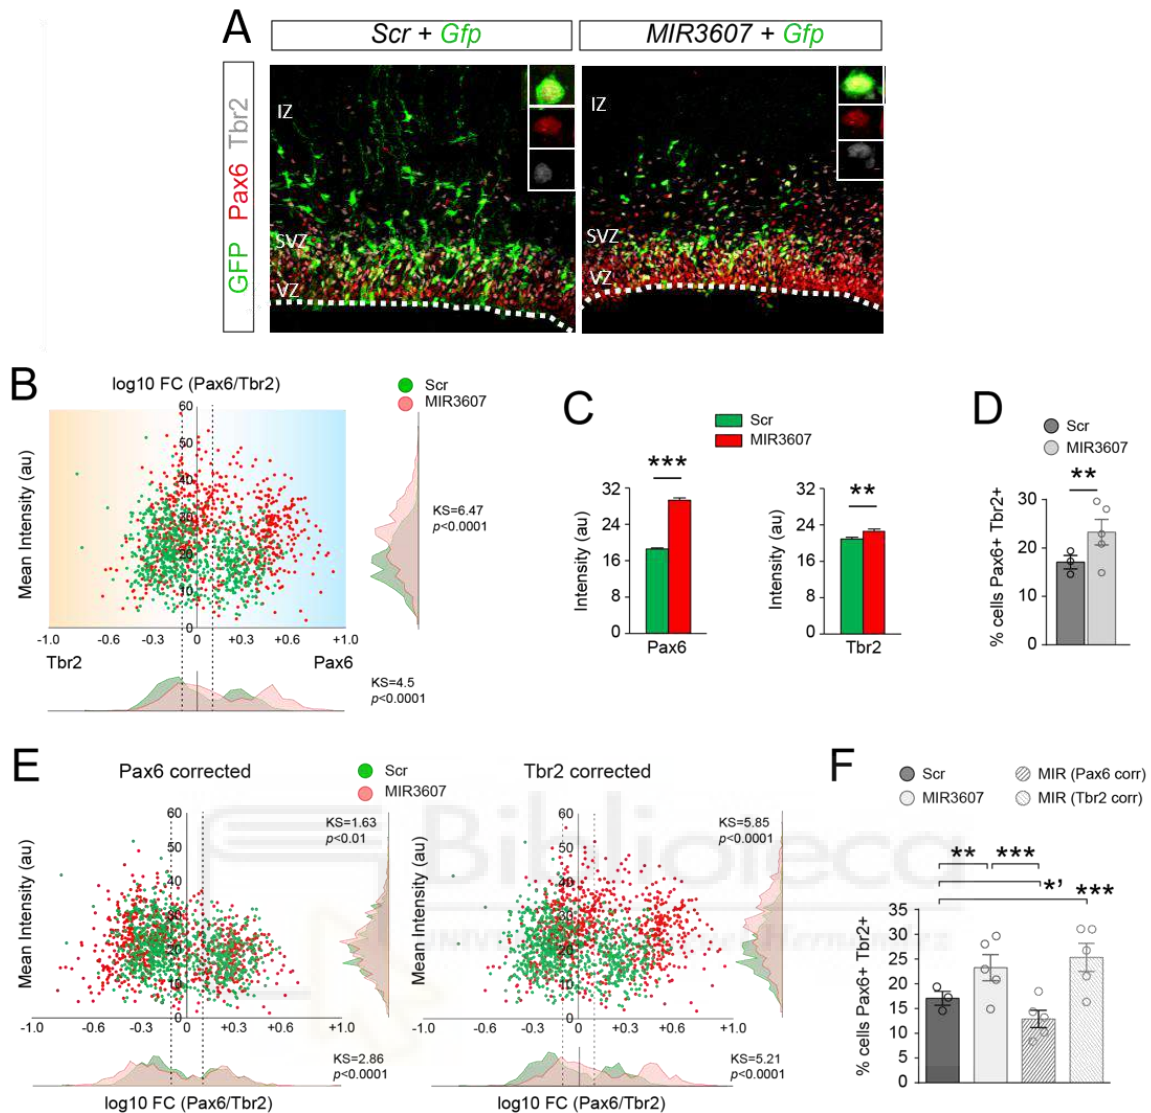 A
Scr + Gfp
MIR3607 + Gfp
GFP Pax6 Tbr2
IZ
SVZ
VZ
IZ
SVZ
VZ
B
log10 FC (Pax6/Tbr2)
Scr
MIR3607
Mean Intensity (au)
60
50
40
30
20
10
0
-1.0 -0.6 -0.3 0 +0.3 +0.6 +1.0
Tbr2 Pax6
KS=6.47
p<0.0001
KS=4.5
p<0.0001
C
Scr
MIR3607
***
Intensity (au)
32
24
16
8
0
Pax6
**
Intensity (au)
32
24
16
8
0
Tbr2
D
Scr
MIR3607
**
% cells Pax6+ Tbr2+
30
20
10
0
E
Pax6 corrected
Scr
MIR3607
Mean Intensity (au)
60
50
40
30
20
10
0
-1.0 -0.6 -0.3 0 +0.3 +0.6 +1.0
KS=1.63
p<0.01
KS=2.86
p<0.0001
log10 FC (Pax6/Tbr2)
Tbr2 corrected
Mean Intensity (au)
60
50
40
30
20
10
0
-1.0 -0.6 -0.3 0 +0.3 +0.6 +1.0
KS=5.85
p<0.0001
KS=5.21
p<0.0001
log10 FC (Pax6/Tbr2)
Biblioteca
F
Scr
MIR3607
MIR (Pax6 corr)
MIR (Tbr2 corr)
** ***
*’
***
% cells Pax6+ Tbr2+
35
30
25
20
15
10
5
0